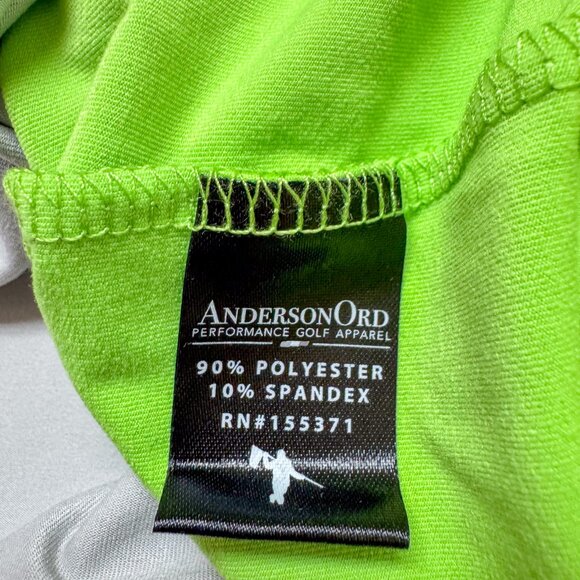 ANDERSONORD
PERFORMANCE GOLF APPAREL
90% POLYESTER
10% SPANDEX
RN#155371